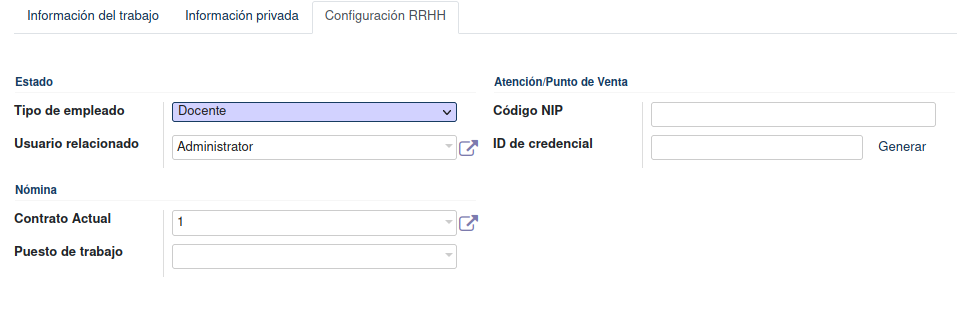 Información del trabajo
Información privada
Configuración RRHH
Estado
Tipo de empleado
Docente
Usuario relacionado
Administrator
Nómina
Contrato Actual
1
Puesto de trabajo
Atención/Punto de Venta
Código NIP
ID de credencial
Generar